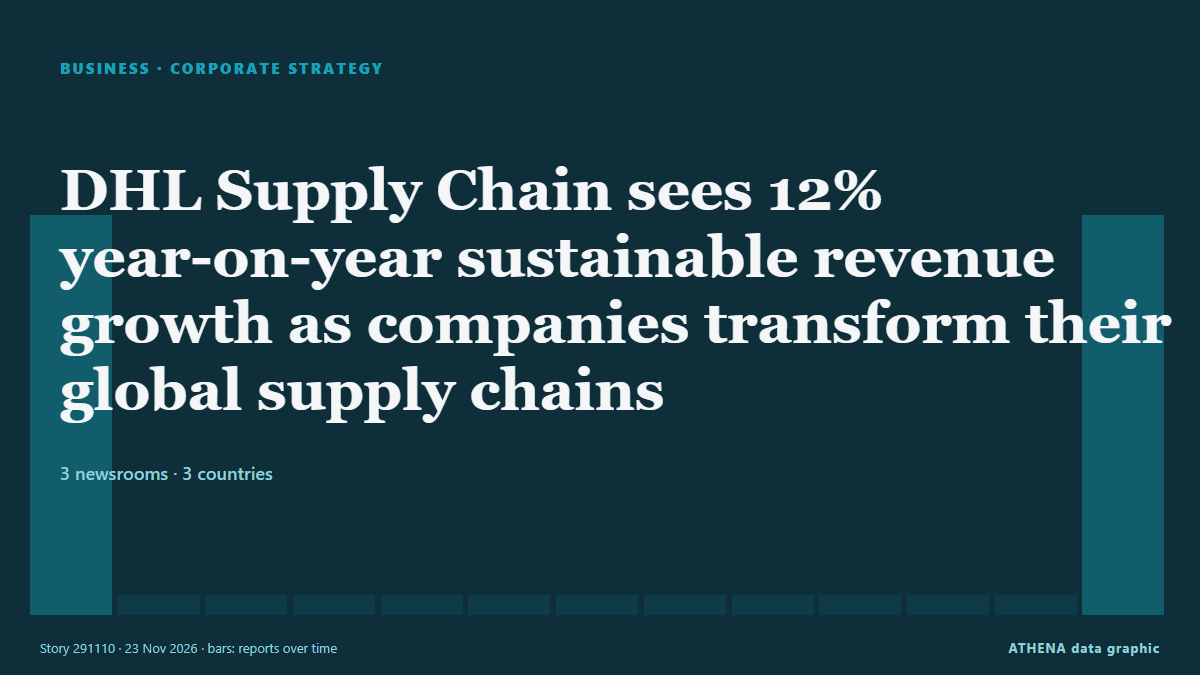 BUSINESS · CORPORATE STRATEGY
DHL Supply Chain sees 12%
year-on-year sustainable revenue
growth as companies transform their
global supply chains
3 newsrooms · 3 countries
Story 291110 · 23 Nov 2026 · bars: reports over time
ATHENA data graphic